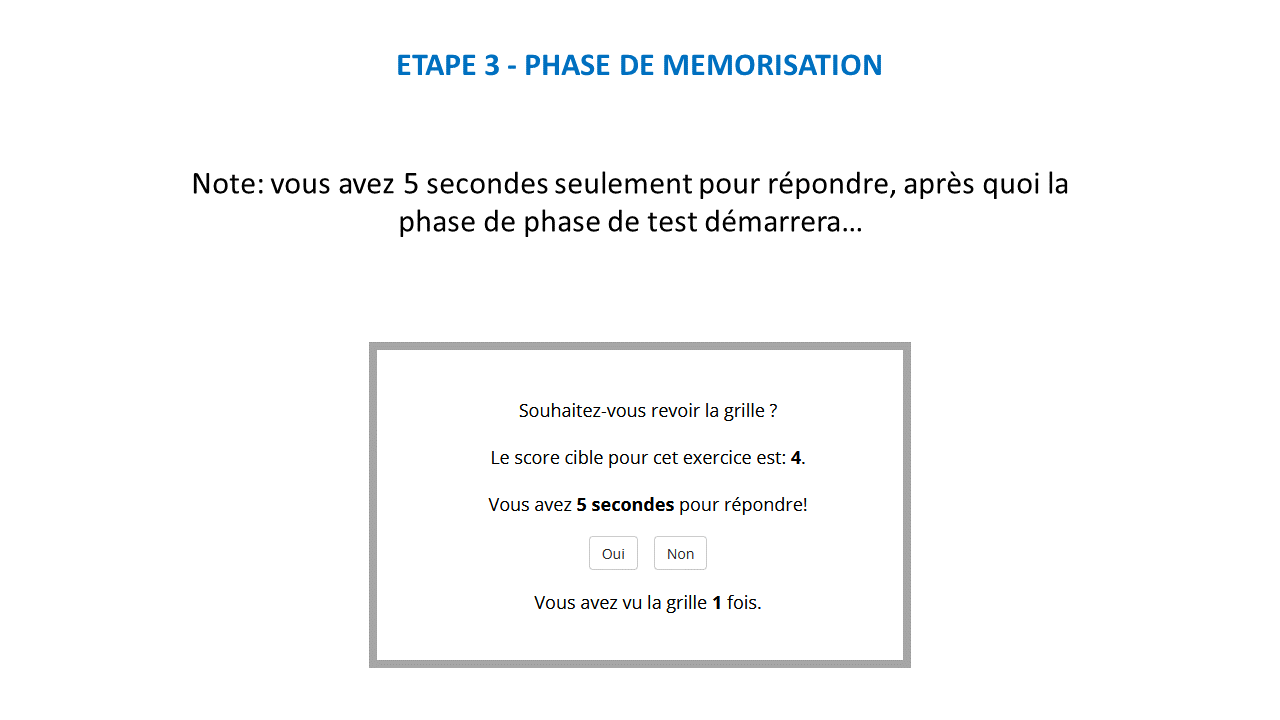 ETAPE 3 - PHASE DE MEMORISATION
Note: vous avez 5 secondes seulement pour répondre, après quoi la
phase de phase de test démarrera…
Souhaitez-vous revoir la grille ?
Le score cible pour cet exercice est: 4.
Vous avez 5 secondes pour répondre!
Oui Non
Vous avez vu la grille 1 fois.